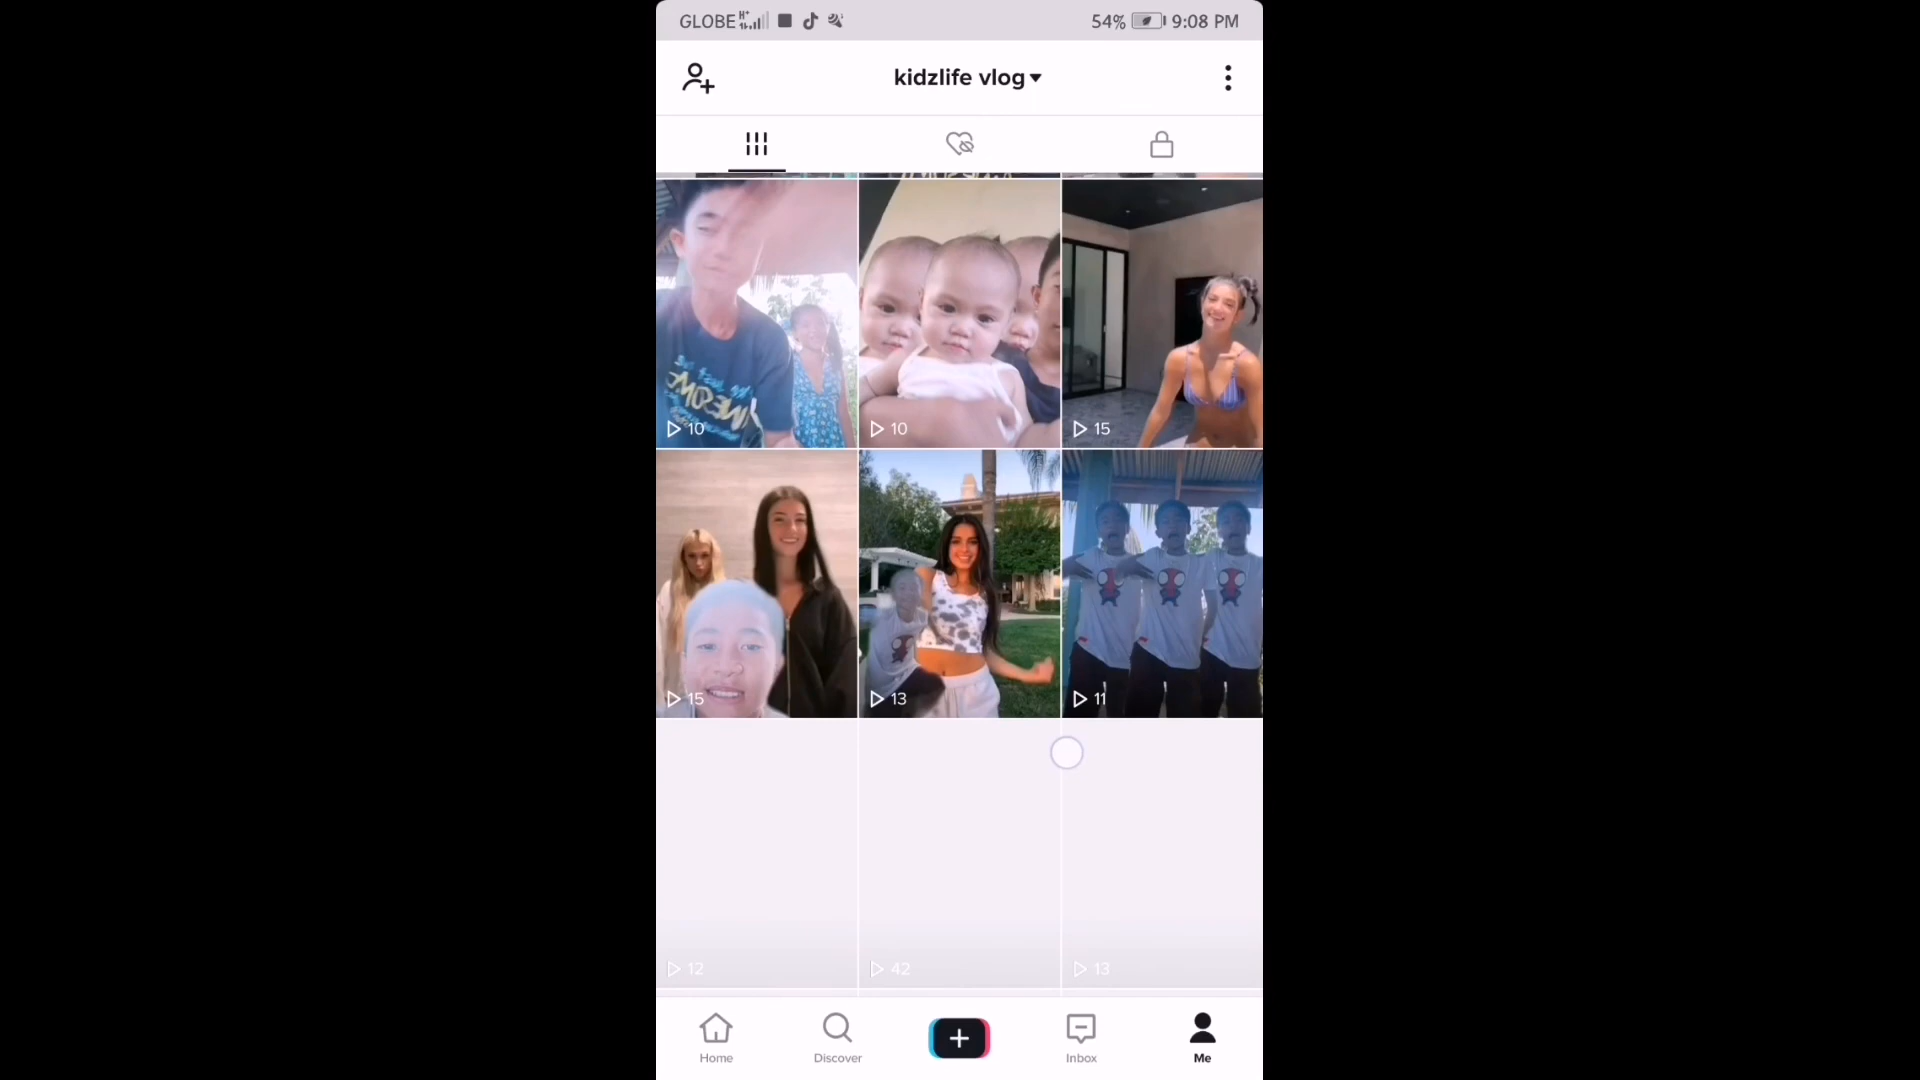 GLOBE H+ 54% 9:08 PM
kidzlife vlog
AWESOME
10 10 15
15 13 11
12 42 13
Home Discover Inbox Me